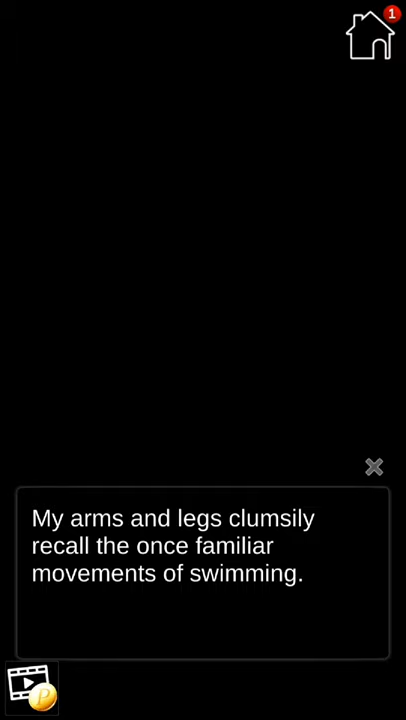 1
My arms and legs clumsily
recall the once familiar
movements of swimming.
P